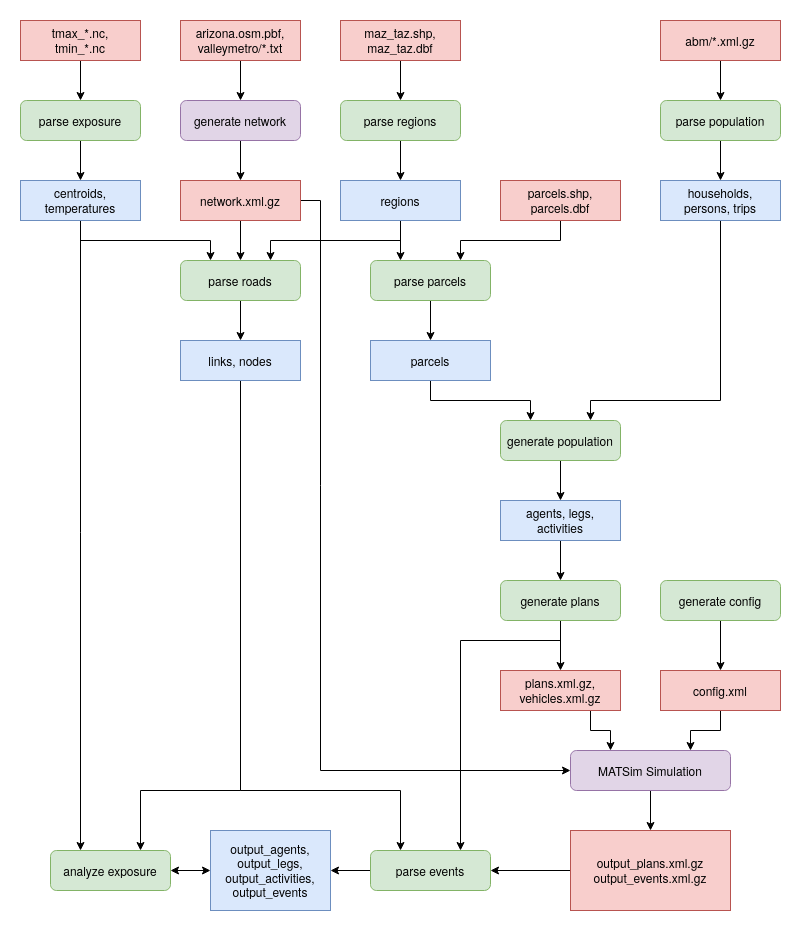 tmax_*.nc,
tmin_*.nc
arizona.osm.pbf,
valleymetro/*.txt
maz_taz.shp,
maz_taz.dbf
abm/*.xml.gz
parse exposure
generate network
parse regions
parse population
centroids,
temperatures
network.xml.gz
regions
parcels.shp,
parcels.dbf
households,
persons, trips
parse roads
parse parcels
links, nodes
parcels
generate population
agents, legs,
activities
generate plans
generate config
plans.xml.gz,
vehicles.xml.gz
config.xml
MATSim Simulation
analyze exposure
output_agents,
output_legs,
output_activities,
output_events
parse events
output_plans.xml.gz
output_events.xml.gz